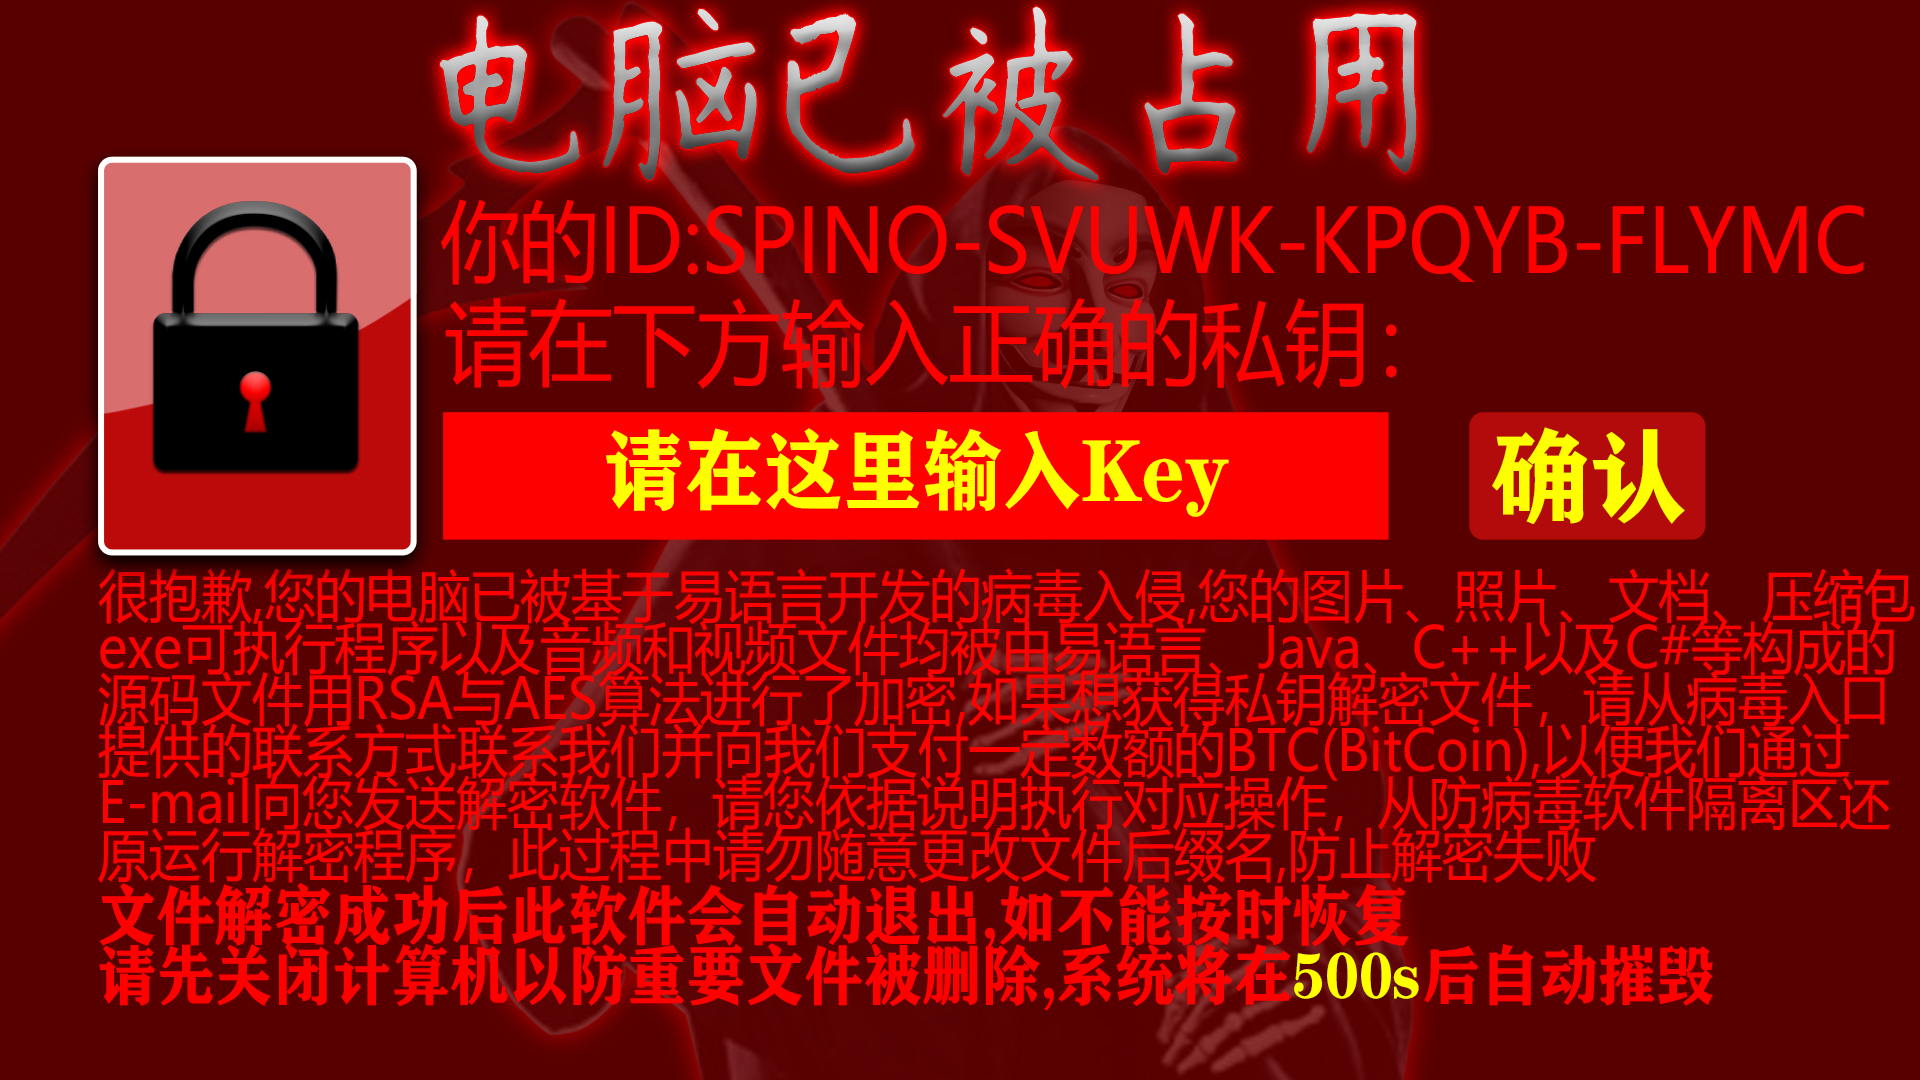 电脑已被占用
你的ID:SPINO-SVUWK-KPQYB-FLYMC
请在下方输入正确的私钥：
请在这里输入Key
确认
很抱歉,您的电脑已被基于易语言开发的病毒入侵,您的图片、照片、文档、压缩包
exe可执行程序以及音频和视频文件均被由易语言、Java、C++以及C#等构成的
源码文件用RSA与AES算法进行了加密,如果想获得私钥解密文件，请从病毒入口
提供的联系方式联系我们并向我们支付一定数额的BTC(BitCoin),以便我们通过
E-mail向您发送解密软件，请您依据说明执行对应操作，从防病毒软件隔离区还
原运行解密程序，此过程中请勿随意更改文件后缀名,防止解密失败
文件解密成功后此软件会自动退出,如不能按时恢复
请先关闭计算机以防重要文件被删除,系统将在500s后自动摧毁